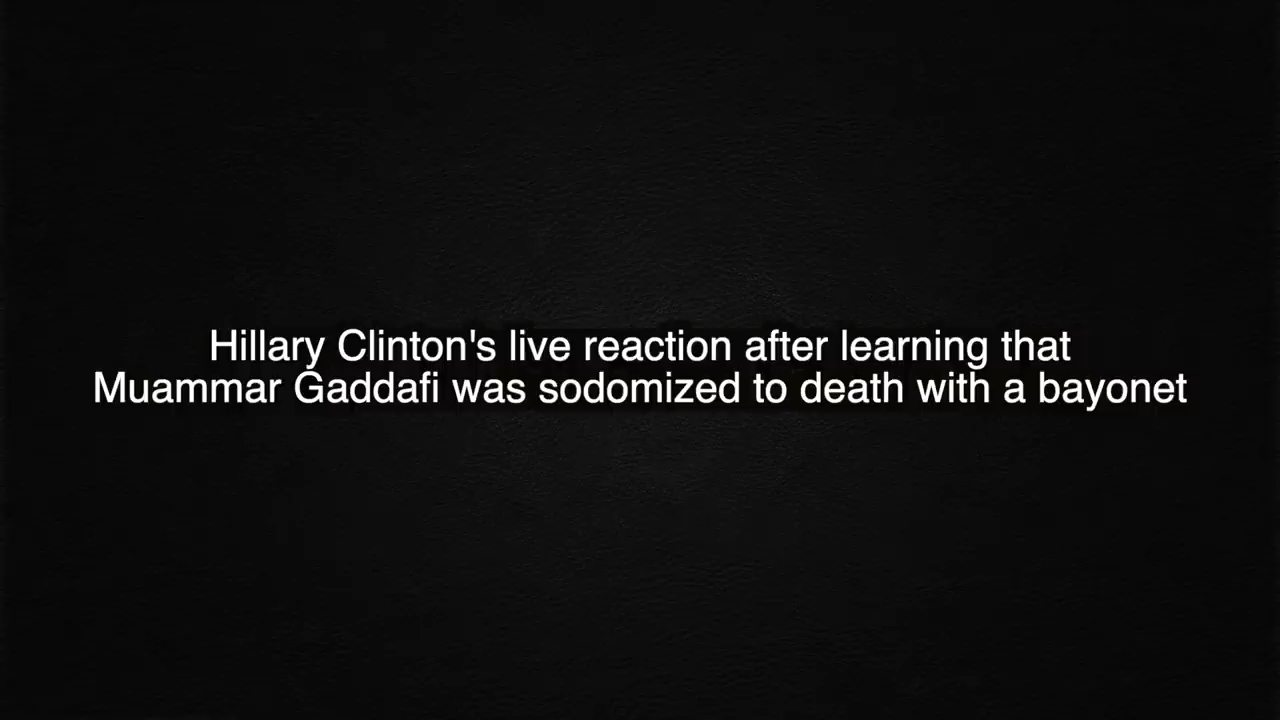 Hillary Clinton's live reaction after learning that
Muammar Gaddafi was sodomized to death with a bayonet